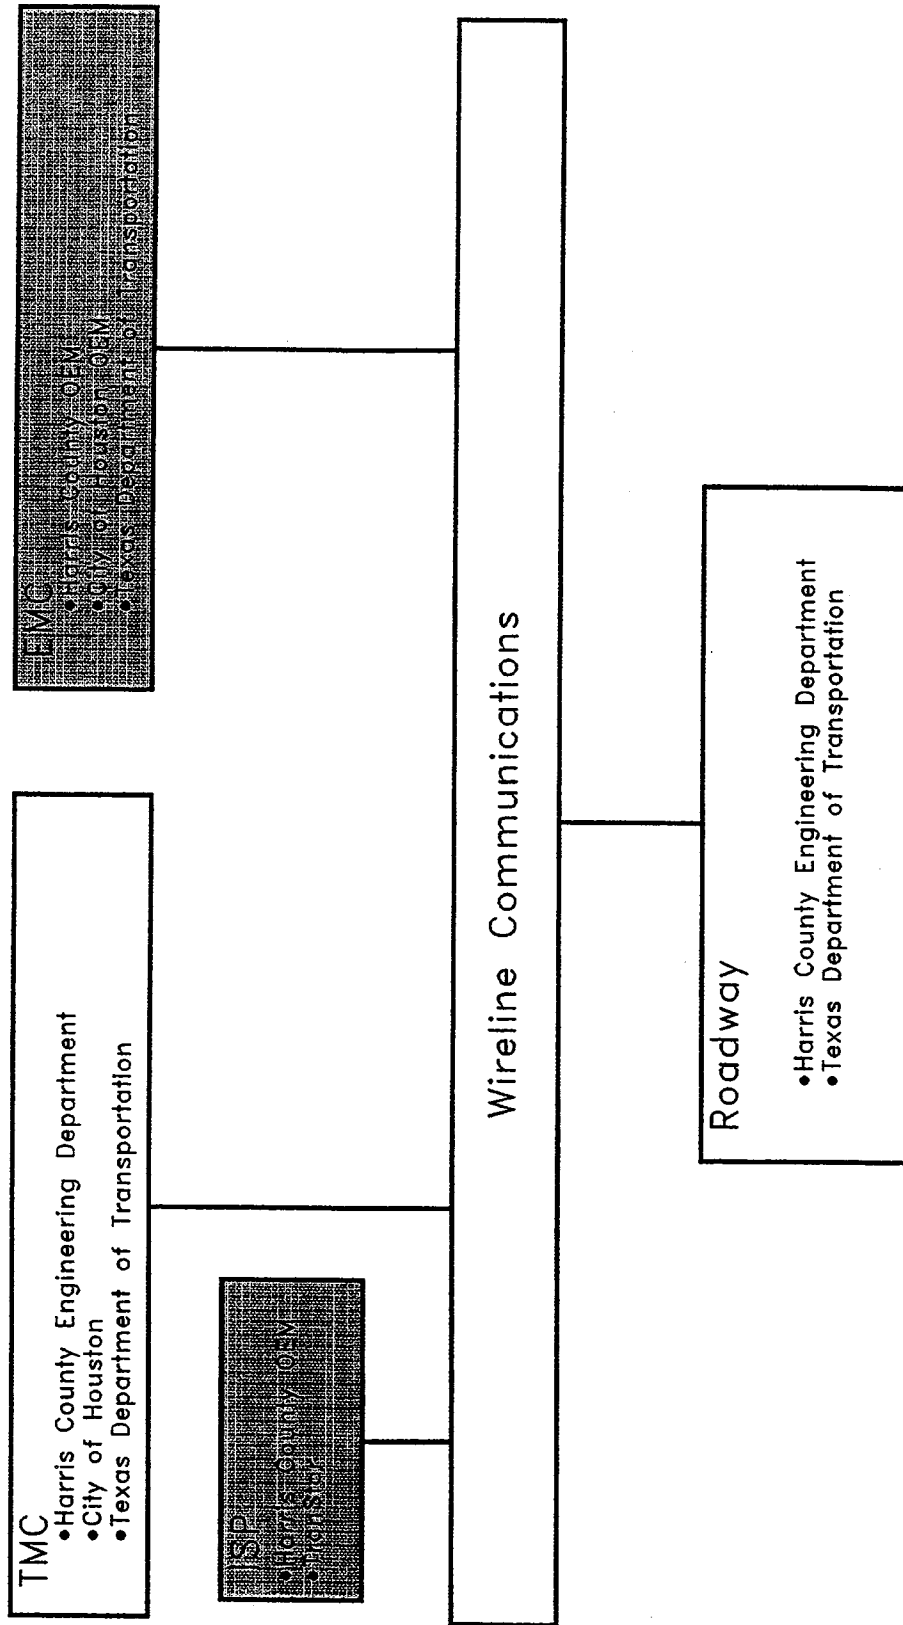 TMC
•Harris County Engineering Department
•City of Houston
•Texas Department of Transportation
EMC
•Harris County OEM
•City of Houston OEM
•Texas Department of Transportation
ISP
•Harris County OEM
•TranStar
Wireline Communications
Roadway
•Harris County Engineering Department
•Texas Department of Transportation